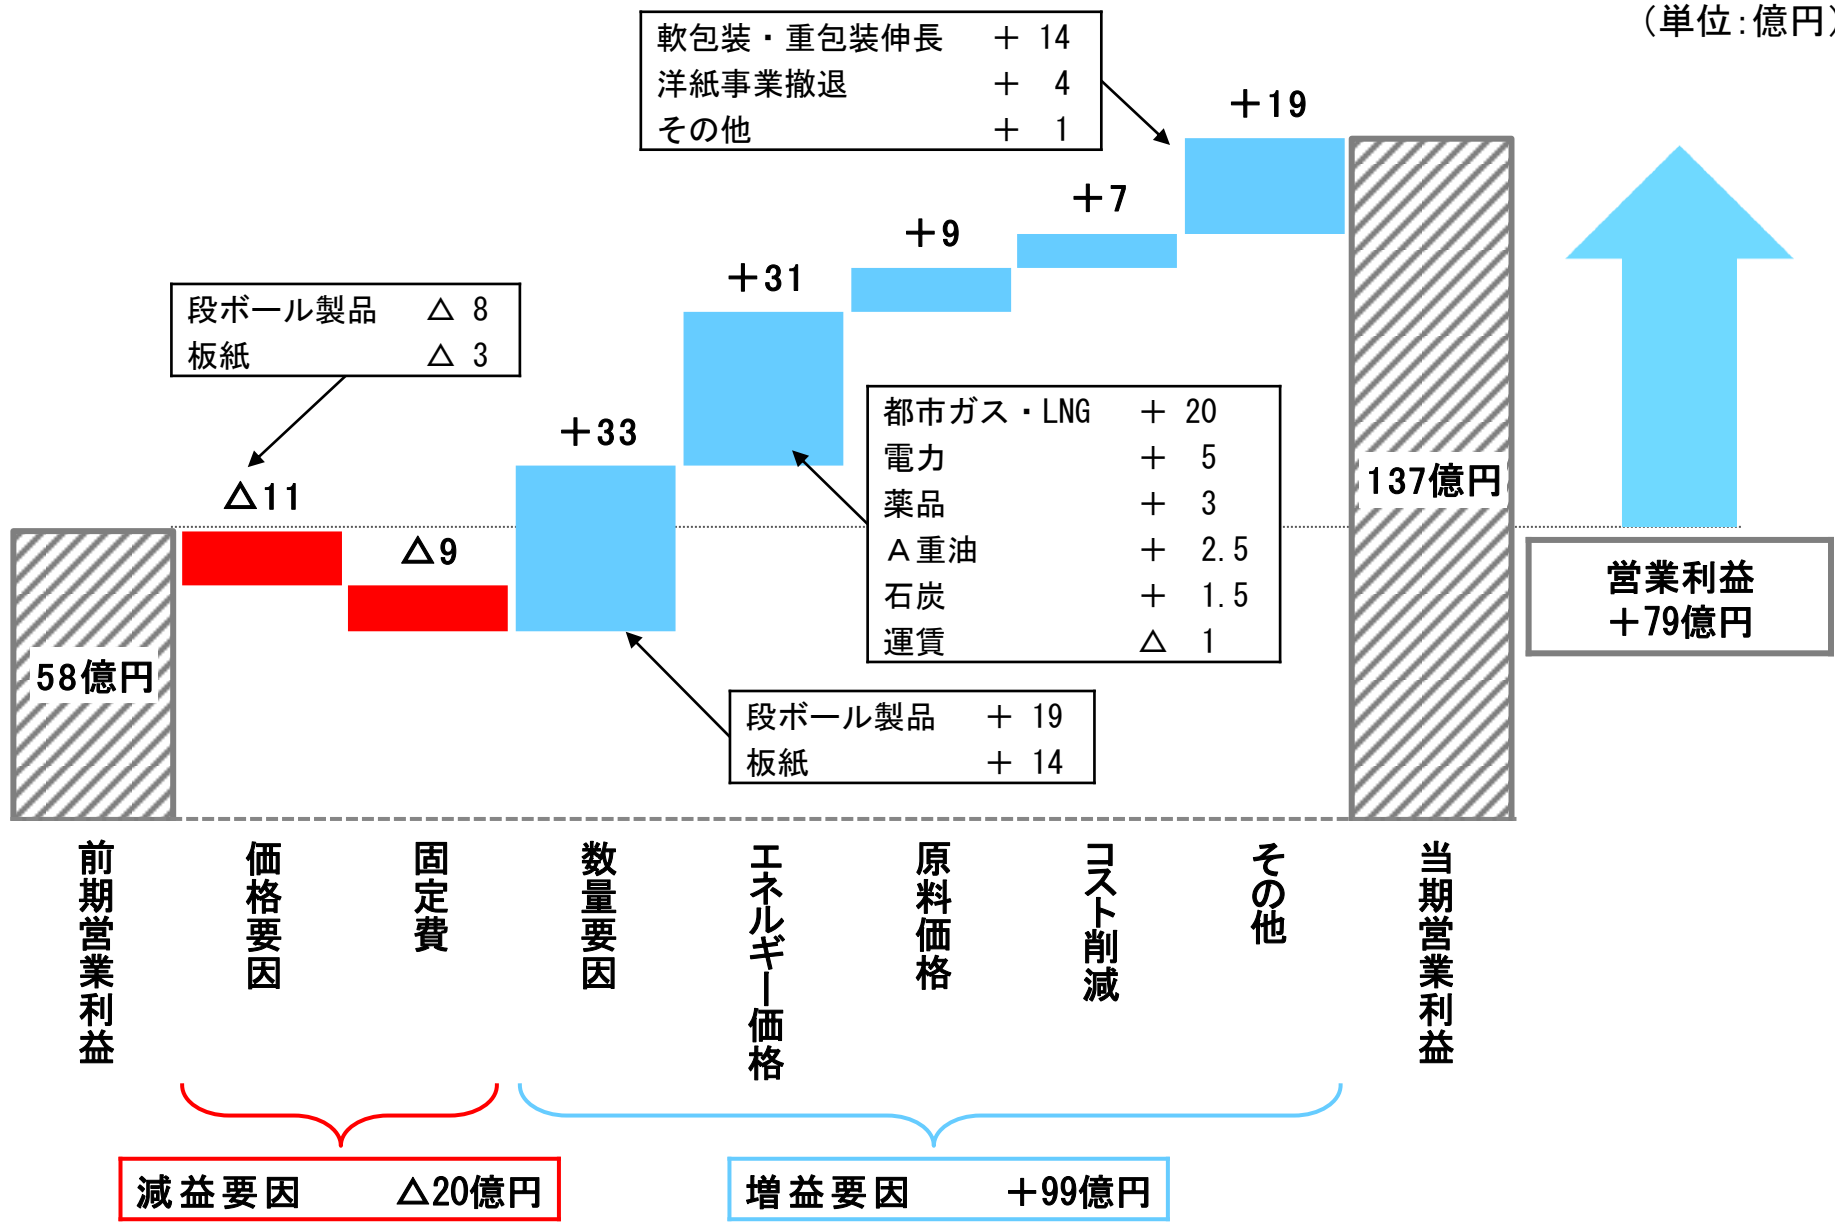 （単位：億円）
軟包装・重包装伸長 ＋ 14
洋紙事業撤退 ＋ 4
その他 ＋ 1
＋19
＋7
＋9
＋31
段ボール製品 △ 8
板紙 △ 3
＋33
都市ガス・LNG ＋ 20
電力 ＋ 5
薬品 ＋ 3
Ａ重油 ＋ 2.5
石炭 ＋ 1.5
運賃 △ 1
△11
△9
137億円
58億円
営業利益
＋79億円
段ボール製品 ＋ 19
板紙 ＋ 14
前期営業利益
価格要因
固定費
数量要因
エネルギー価格
原料価格
コスト削減
その他
当期営業利益
減益要因 △20億円
増益要因 ＋99億円